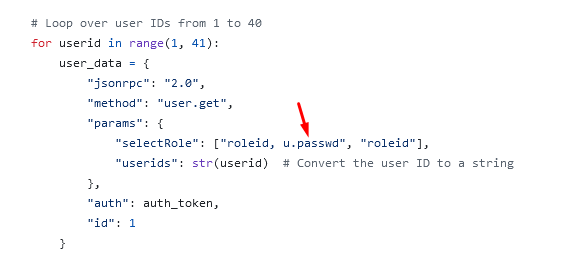 # Loop over user IDs from 1 to 40
for userid in range(1, 41):
user_data = {
"jsonrpc": "2.0",
"method": "user.get",
"params": {
"selectRole": ["roleid, u.passwd", "roleid"],
"userids": str(userid)  # Convert the user ID to a string
},
"auth": auth_token,
"id": 1
}